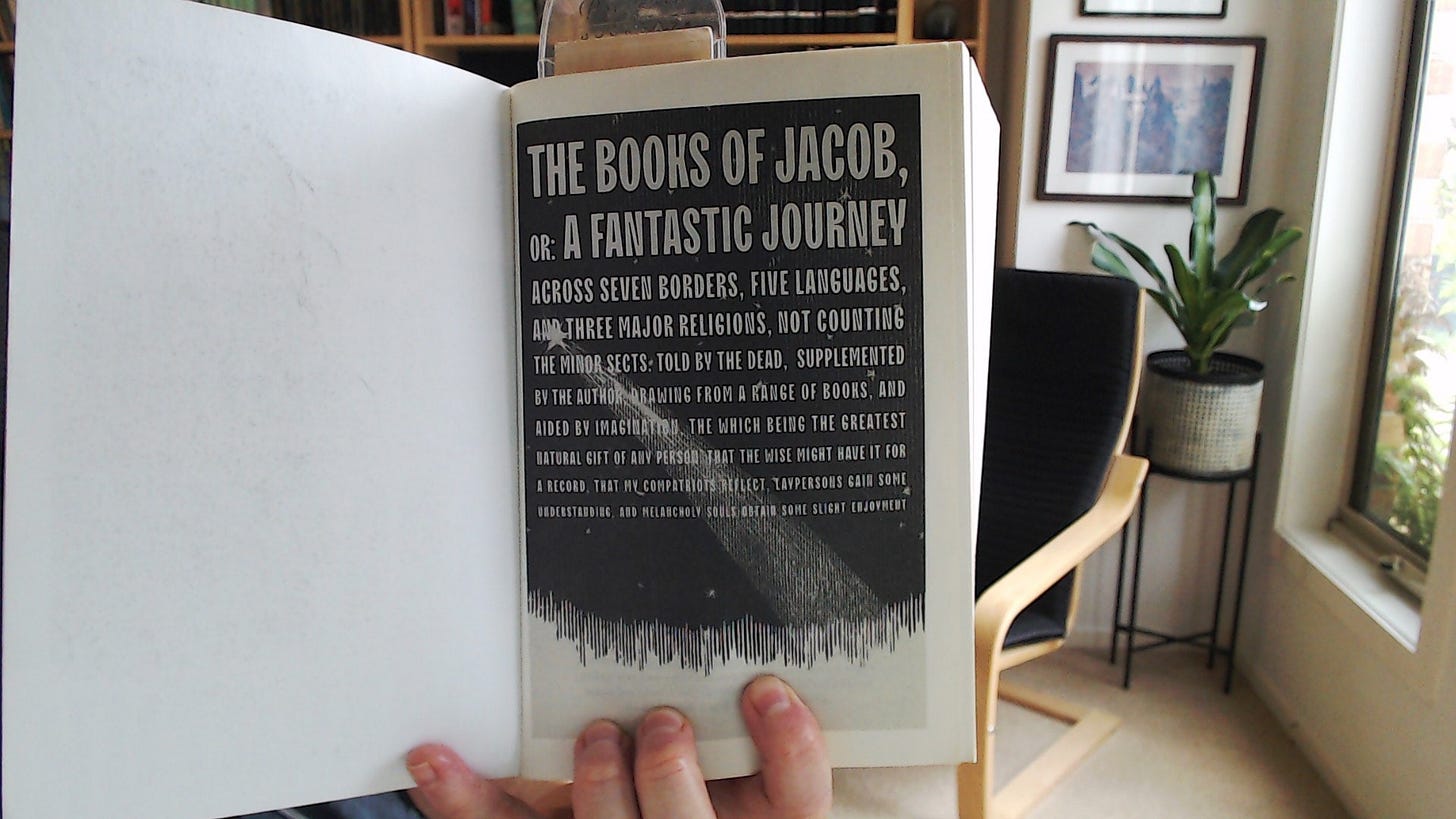 THE BOOKS OF JACOB,
OR: A FANTASTIC JOURNEY
ACROSS SEVEN BORDERS, FIVE LANGUAGES,
AND THREE MAJOR RELIGIONS, NOT COUNTING
THE MINOR SECTS. TOLD BY THE DEAD, SUPPLEMENTED
BY THE AUTHOR, DRAWING FROM A RANGE OF BOOKS, AND
AIDED BY IMAGINATION, THE WHICH BEING THE GREATEST
NATURAL GIFT OF ANY PERSON. THAT THE WISE MIGHT HAVE IT FOR
A RECORD, THAT MY COMPATRIOTS REFLECT, LAYPERSONS GAIN SOME
UNDERSTANDING, AND MELANCHOLY SOULS OBTAIN SOME SLIGHT ENJOYMENT